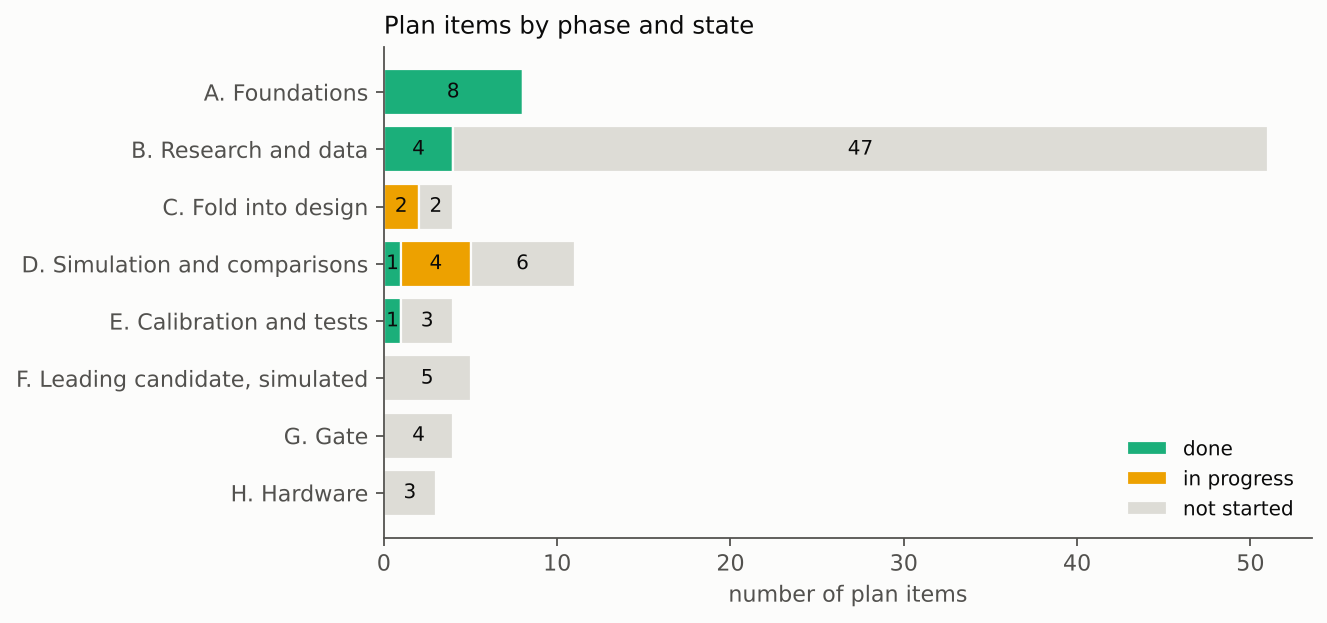 Plan items by phase and state
A. Foundations
8
B. Research and data
4 47
C. Fold into design
2 2
D. Simulation and comparisons
1 4 6
E. Calibration and tests
1 3
F. Leading candidate, simulated
5
G. Gate
4
H. Hardware
3
done
in progress
not started
0 10 20 30 40 50
number of plan items